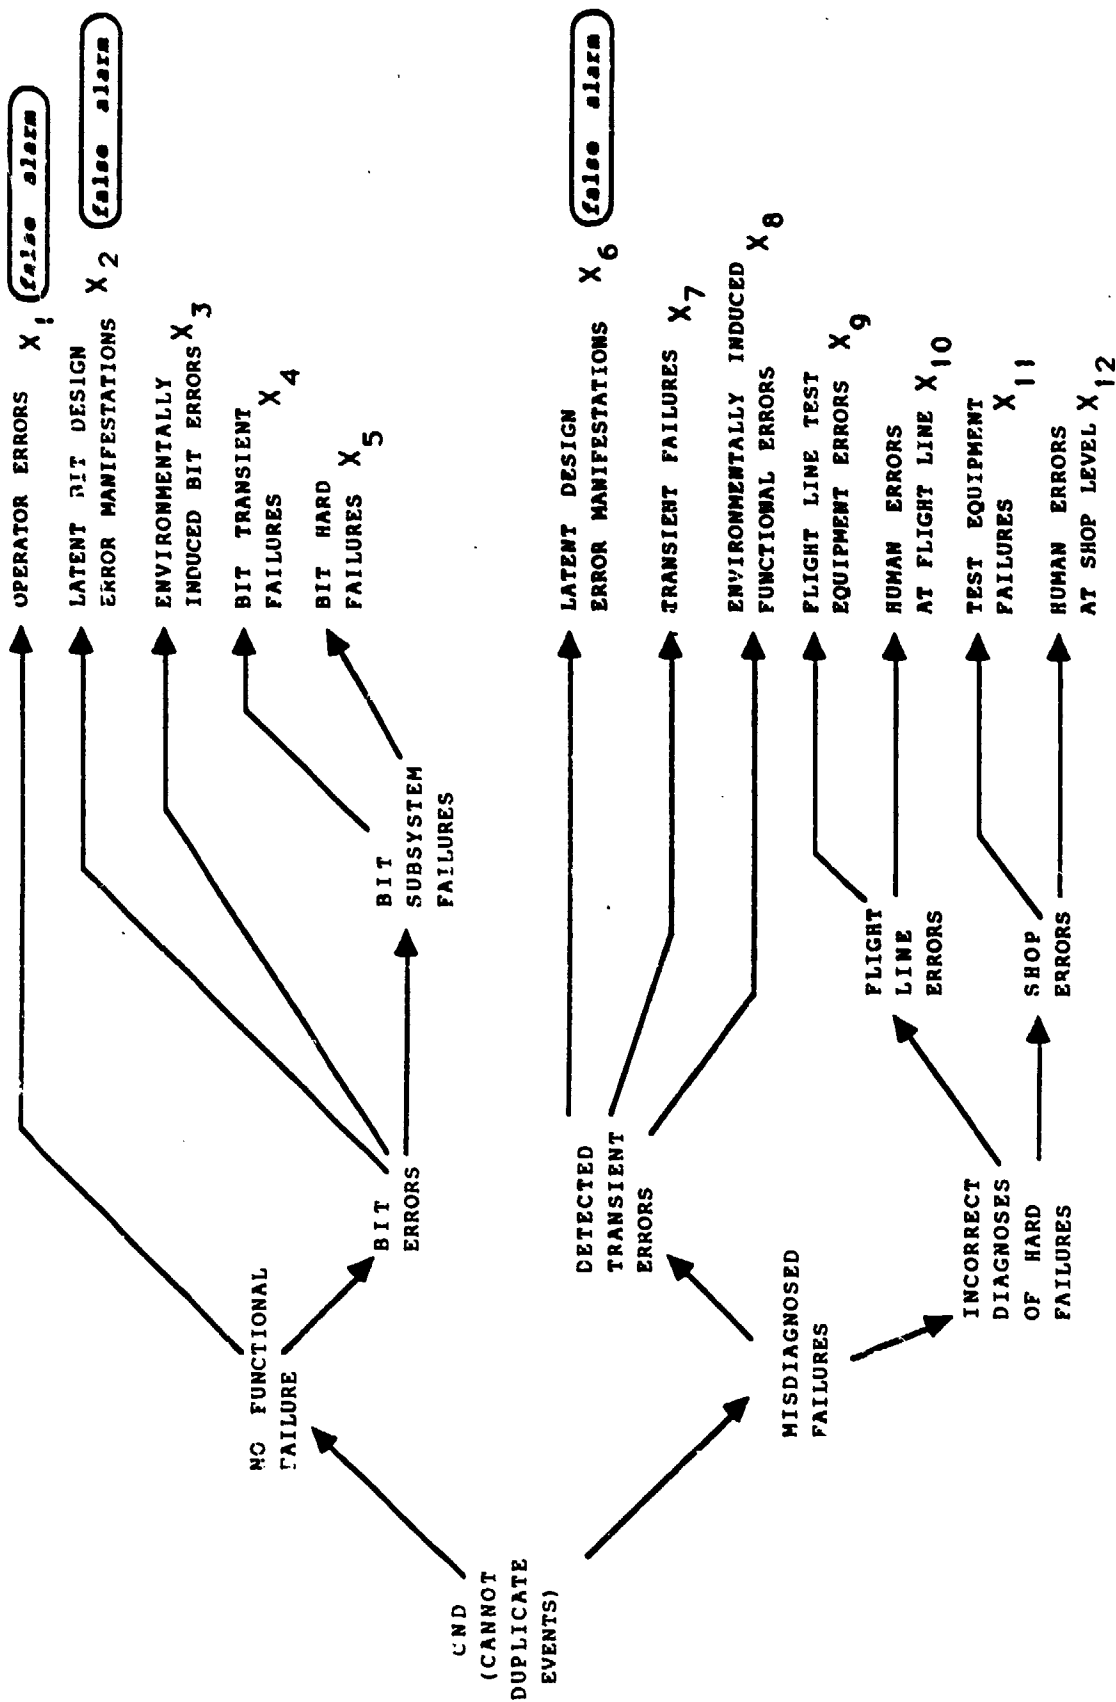 CND
(CANNOT
DUPLICATE
EVENTS)
NO FUNCTIONAL
FAILURE
MISDIAGNOSED
FAILURES
BIT
ERRORS
DETECTED
TRANSIENT
ERRORS
INCORRECT
DIAGNOSES
OF HARD
FAILURES
BIT
SUBSYSTEM
FAILURES
FLIGHT
LINE
ERRORS
SHOP
ERRORS
OPERATOR ERRORS X1 false alarm
LATENT BIT DESIGN
ERROR MANIFESTATIONS X2 false alarm
ENVIRONMENTALLY
INDUCED BIT ERRORS X3
BIT TRANSIENT
FAILURES X4
BIT HARD
FAILURES X5
LATENT DESIGN
ERROR MANIFESTATIONS X6 false alarm
TRANSIENT FAILURES X7
ENVIRONMENTALLY INDUCED
FUNCTIONAL ERRORS X8
FLIGHT LINE TEST
EQUIPMENT ERRORS X9
HUMAN ERRORS
AT FLIGHT LINE X10
TEST EQUIPMENT
FAILURES X11
HUMAN ERRORS
AT SHOP LEVEL X12